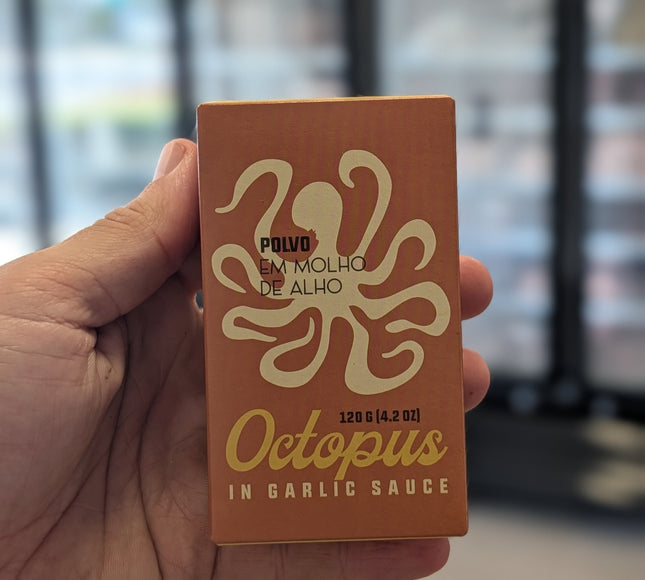 POLVO
EM MOLHO
DE ALHO
120 G (4.2 OZ)
Octopus
IN GARLIC SAUCE